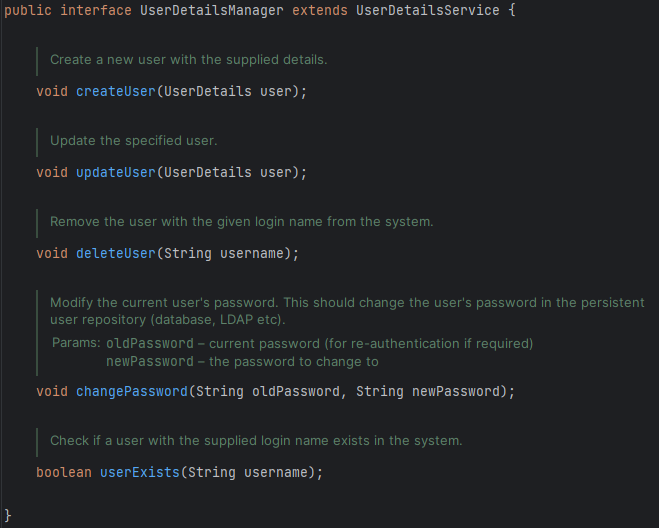 public interface UserDetailsManager extends UserDetailsService {
Create a new user with the supplied details.
void createUser(UserDetails user);
Update the specified user.
void updateUser(UserDetails user);
Remove the user with the given login name from the system.
void deleteUser(String username);
Modify the current user's password. This should change the user's password in the persistent
user repository (database, LDAP etc).
Params: oldPassword – current password (for re-authentication if required)
newPassword – the password to change to
void changePassword(String oldPassword, String newPassword);
Check if a user with the supplied login name exists in the system.
boolean userExists(String username);
}